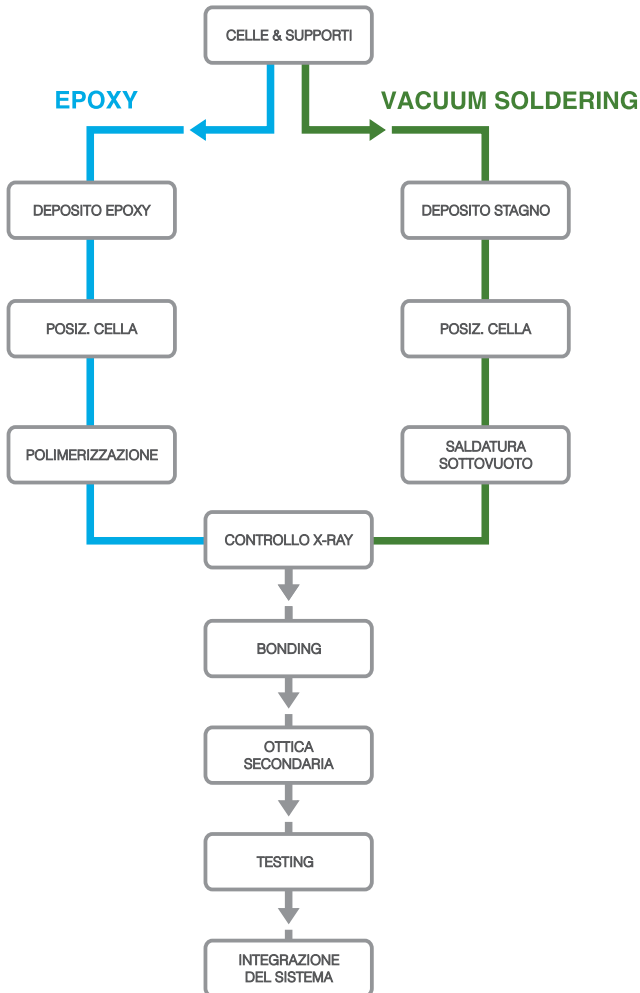 CELLE & SUPPORTI
EPOXY
VACUUM SOLDERING
DEPOSITO EPOXY
DEPOSITO STAGNO
POSIZ. CELLA
POSIZ. CELLA
POLIMERIZZAZIONE
SALDATURA
SOTTOVUOTO
CONTROLLO X-RAY
BONDING
OTTICA
SECONDARIA
TESTING
INTEGRAZIONE
DEL SISTEMA